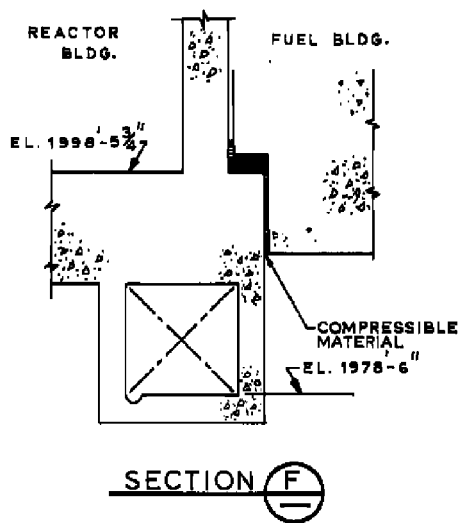 REACTOR
BLDG.
FUEL BLDG.
EL. 1998'-5 3/4"
COMPRESSIBLE
MATERIAL
EL. 1978'-6"
SECTION F